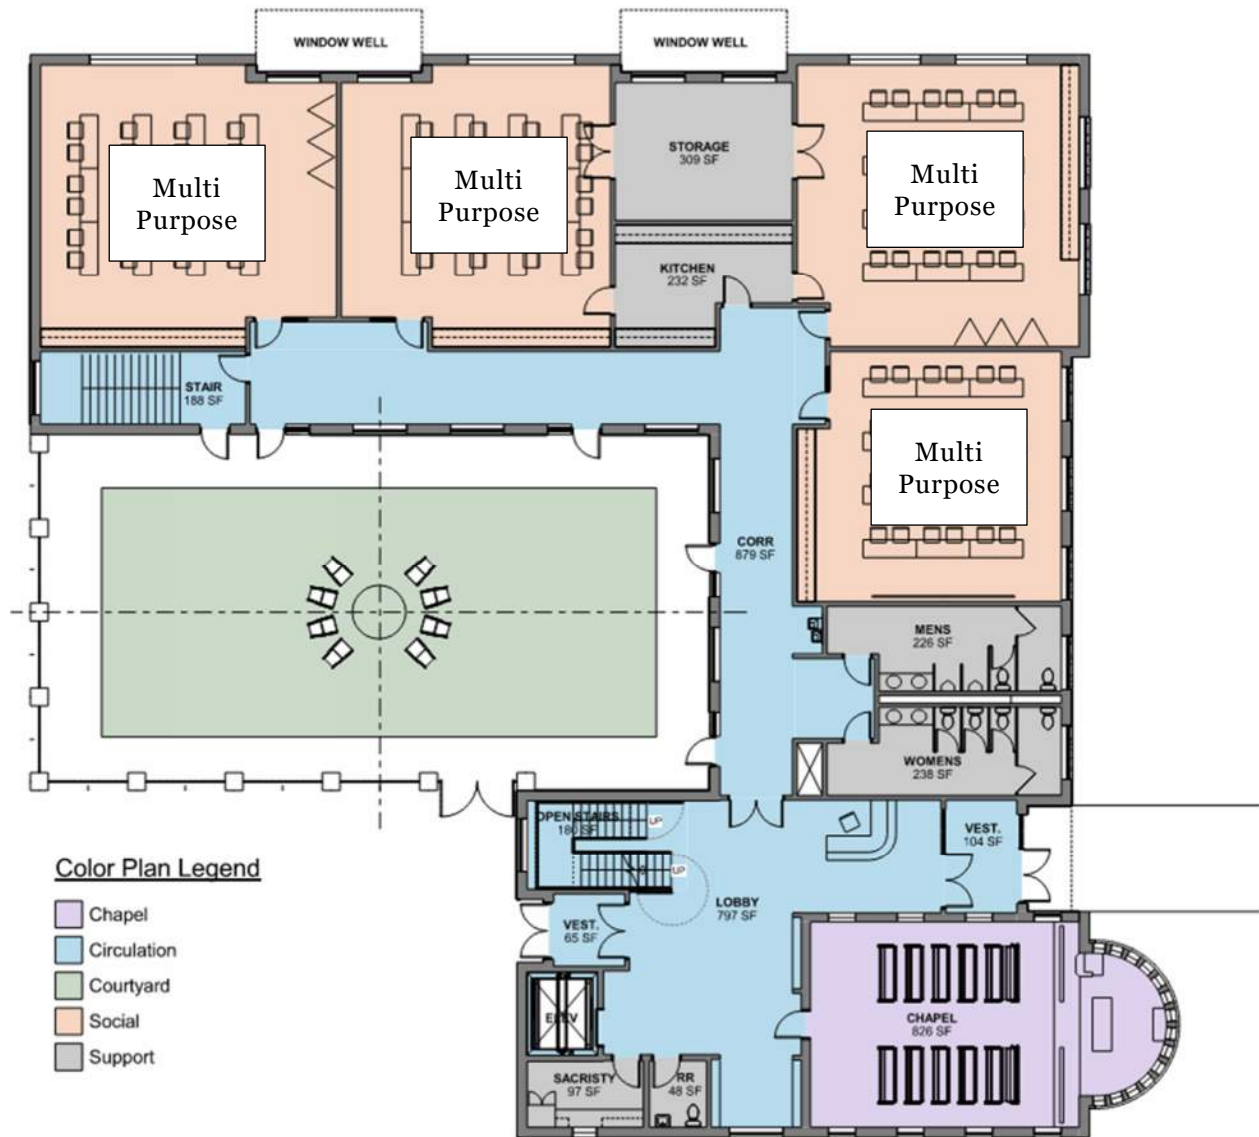 WINDOW WELL
WINDOW WELL
Multi
Purpose
Multi
Purpose
STORAGE
309 SF
Multi
Purpose
KITCHEN
232 SF
STAIR
188 SF
Multi
Purpose
CORR
879 SF
MENS
226 SF
WOMENS
238 SF
OPEN STAIRS
180 SF
UP
UP
VEST.
104 SF
LOBBY
797 SF
VEST.
65 SF
ELEV
CHAPEL
826 SF
SACRISTY
97 SF
RR
48 SF
Color Plan Legend
Chapel
Circulation
Courtyard
Social
Support